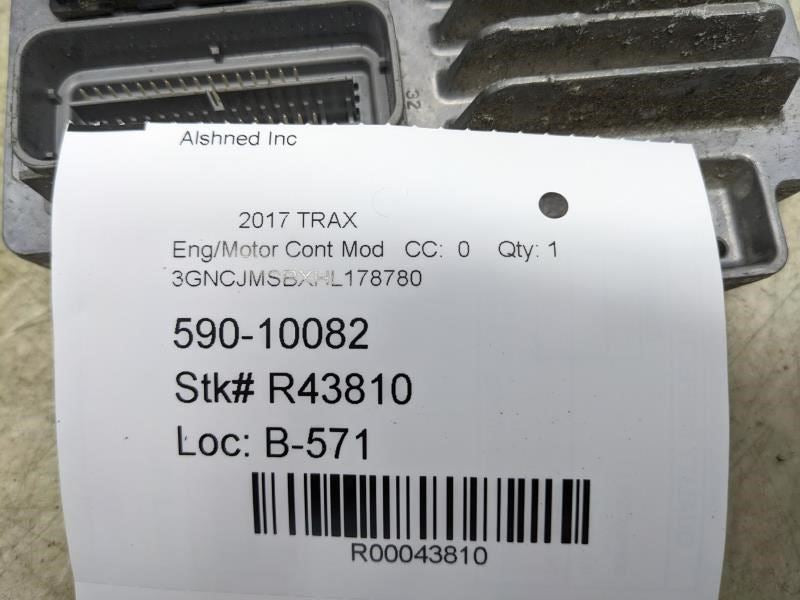 32
Alshned Inc
2017 TRAX
Eng/Motor Cont Mod CC: 0 Qty: 1
3GNCJMSBXHL178780
590-10082
Stk# R43810
Loc: B-571
R00043810